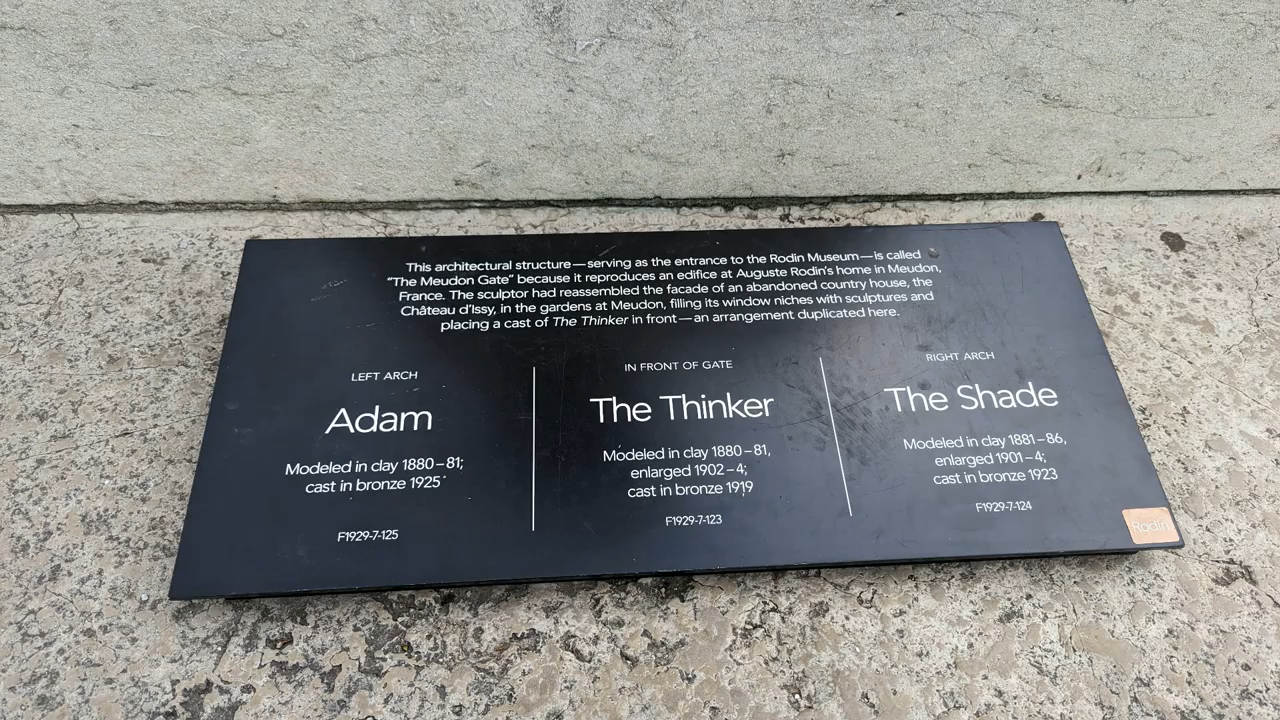 This architectural structure—serving as the entrance to the Rodin Museum—is called
“The Meudon Gate” because it reproduces an edifice at Auguste Rodin’s home in Meudon,
France. The sculptor had reassembled the facade of an abandoned country house, the
Château d’Issy, in the gardens at Meudon, filling its window niches with sculptures and
placing a cast of The Thinker in front—an arrangement duplicated here.
LEFT ARCH
Adam
Modeled in clay 1880–81;
cast in bronze 1925
F1929-7-125
IN FRONT OF GATE
The Thinker
Modeled in clay 1880–81,
enlarged 1902–4;
cast in bronze 1919
F1929-7-123
RIGHT ARCH
The Shade
Modeled in clay 1881–86,
enlarged 1901–4;
cast in bronze 1923
F1929-7-124
Rodin